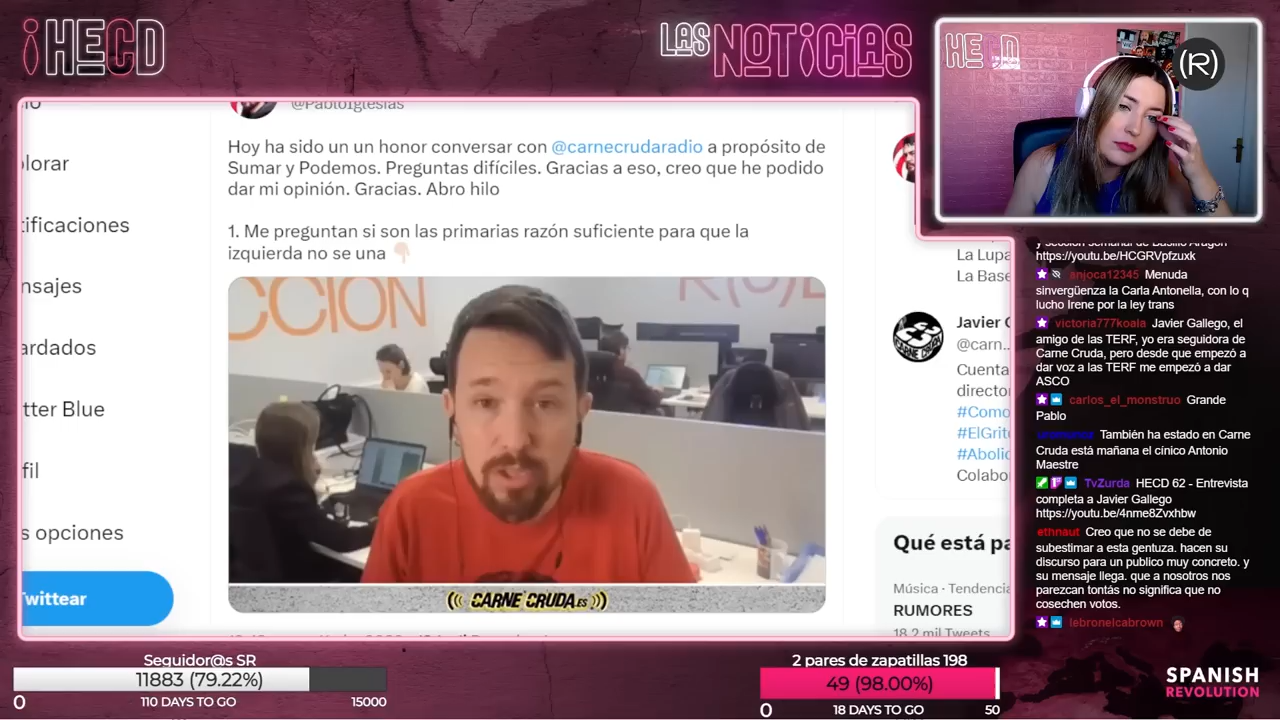 ¡HECD
LAS NOTICIAS
HECD
(R)
@PabloIglesias
Hoy ha sido un un honor conversar con @carnecrudaradio a propósito de
Sumar y Podemos. Preguntas difíciles. Gracias a eso, creo que he podido
dar mi opinión. Gracias. Abro hilo
1. Me preguntan si son las primarias razón suficiente para que la
izquierda no se una
plorar
tificaciones
nsajes
ardados
tter Blue
fil
s opciones
Twittear
CCION
R(U)L
((( CARNE CRUDA.ES )))
La Lupa
La Base
CARNE CRUDA
Javier G
@carn...
Cuenta
director
#Como
#ElGrit
#Abolic
Colabo
Qué está pa
Música · Tendencia
RUMORES
18,2 mil Tweets
y sección semanal de Basilio Aragón
https://youtu.be/HCGRVpfzuxk
anjoca12345 Menuda
sinvergüenza la Carla Antonella, con lo q
lucho Irene por la ley trans
victoria777koala Javier Gallego, el
amigo de las TERF, yo era seguidora de
Carne Cruda, pero desde que empezó a
dar voz a las TERF me empezó a dar
ASCO
carlos_el_monstruo Grande
Pablo
También ha estado en Carne
Cruda está mañana el cínico Antonio
Maestre
TvZurda HECD 62 - Entrevista
completa a Javier Gallego
https://youtu.be/4nme8Zvxhbw
ethnaut Creo que no se debe de
subestimar a esta gentuza. hacen su
discurso para un publico muy concreto. y
su mensaje llega. que a nosotros nos
parezcan tontás no significa que no
cosechen votos.
lebronelcabrown
Seguidor@s SR
11883 (79.22%)
0 110 DAYS TO GO 15000
2 pares de zapatillas 198
49 (98.00%)
0 18 DAYS TO GO 50
SPANISH
REVOLUTION